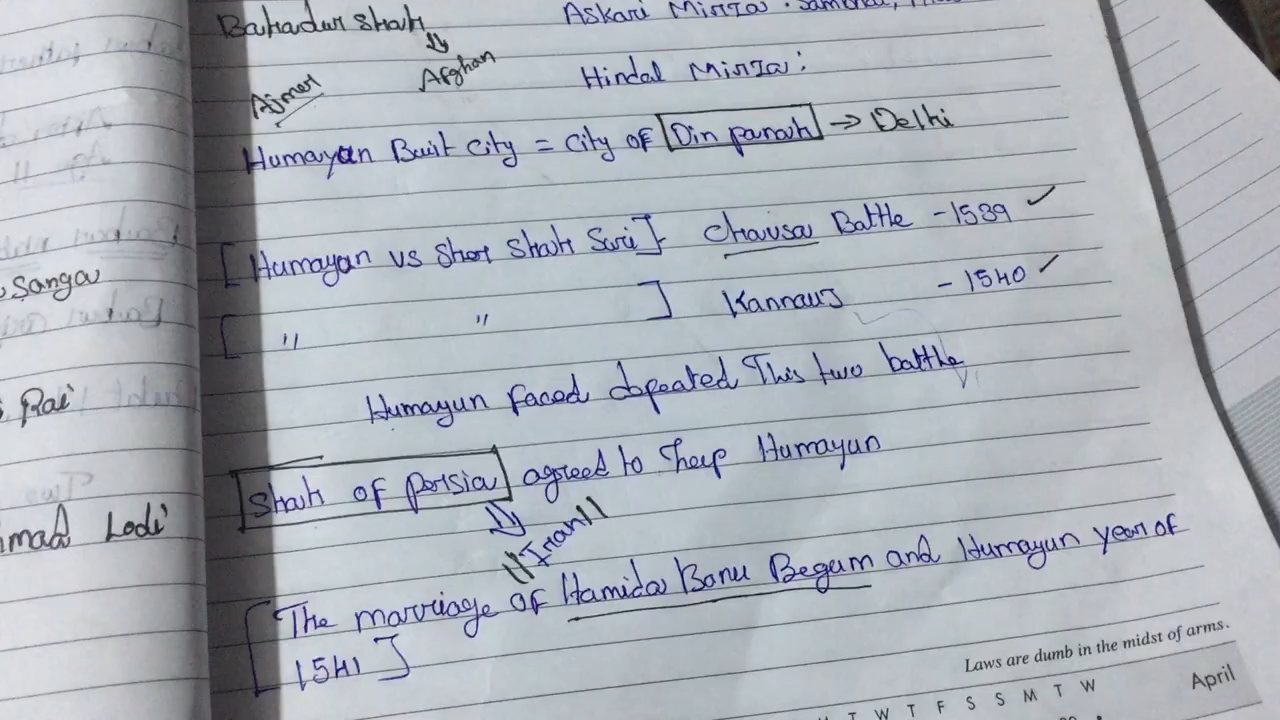 Bahadur Shah
Askari Mirza
Ajmer
Afghan
Hindal Mirza:
Humayan Built city = city of Din panah → Delhi
Sanga
[Humayan vs Sher Shah Suri] Chausa Battle - 1539 ✓
[ " " ] Kannauj - 1540 ✓
Rai
Humayun faced defeated This two battle
Shah of Persia agreed to help Humayun
"Iran"
Lodi
[The marriage of Hamida Banu Begum and Humayun year of
1541]
Laws are dumb in the midst of arms.
T W T F S S M T W
April